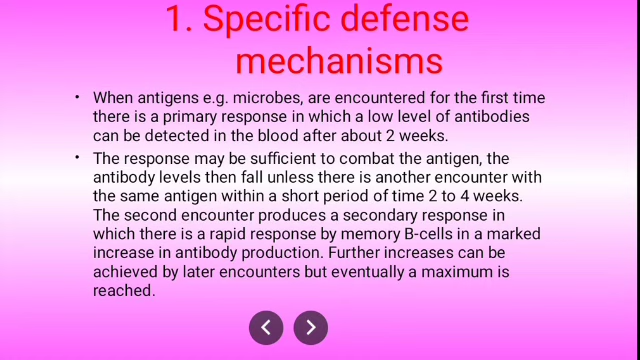 1. Specific defense
mechanisms
• When antigens e.g. microbes, are encountered for the first time
there is a primary response in which a low level of antibodies
can be detected in the blood after about 2 weeks.
• The response may be sufficient to combat the antigen, the
antibody levels then fall unless there is another encounter with
the same antigen within a short period of time 2 to 4 weeks.
The second encounter produces a secondary response in
which there is a rapid response by memory B-cells in a marked
increase in antibody production. Further increases can be
achieved by later encounters but eventually a maximum is
reached.